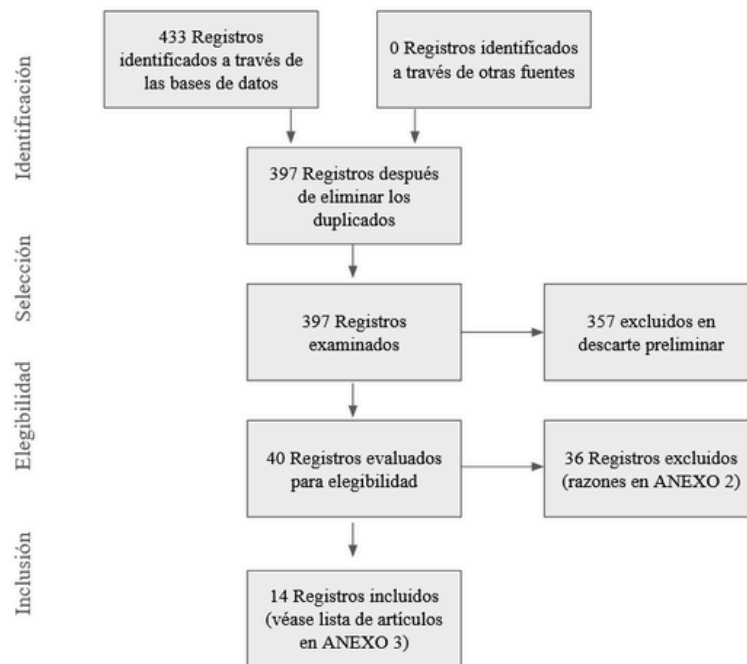 Identificación
433 Registros
identificados a través de
las bases de datos
0 Registros identificados
a través de otras fuentes
397 Registros después
de eliminar los
duplicados
Selección
397 Registros
examinados
357 excluidos en
descarte preliminar
Elegibilidad
40 Registros evaluados
para elegibilidad
36 Registros excluidos
(razones en ANEXO 2)
Inclusión
14 Registros incluidos
(véase lista de artículos
en ANEXO 3)